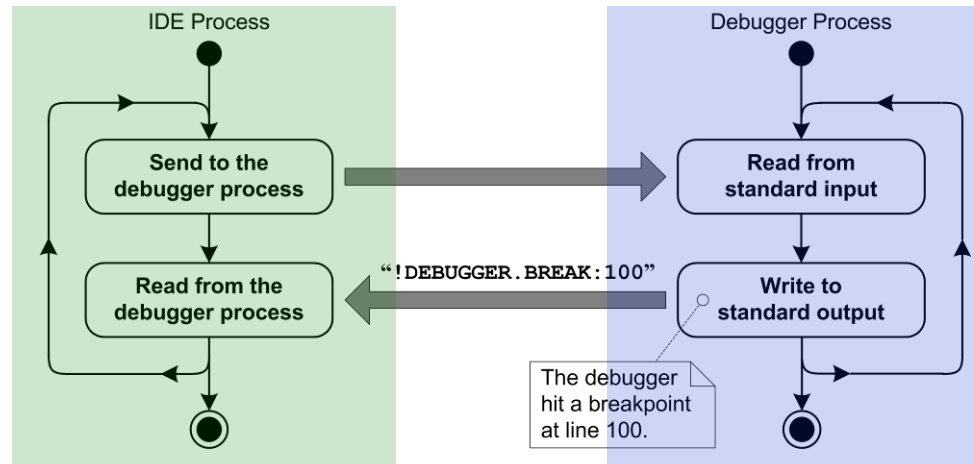 IDE Process
Debugger Process
Send to the
debugger process
Read from
standard input
“!DEBUGGER.BREAK:100”
Read from the
debugger process
Write to
standard output
The debugger
hit a breakpoint
at line 100.